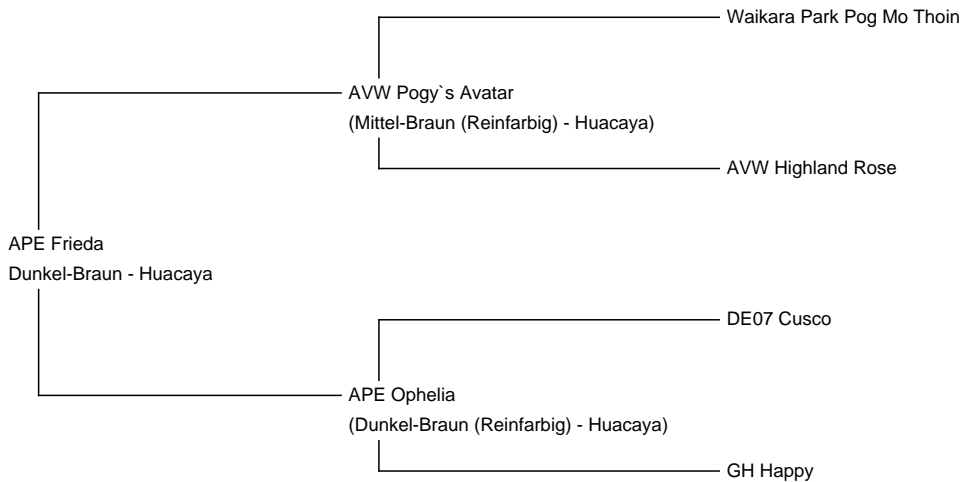 Waikara Park Pog Mo Thoin
AVW Pogy`s Avatar
(Mittel-Braun (Reinfarbig) - Huacaya)
AVW Highland Rose
APE Frieda
Dunkel-Braun - Huacaya
DE07 Cusco
APE Ophelia
(Dunkel-Braun (Reinfarbig) - Huacaya)
GH Happy